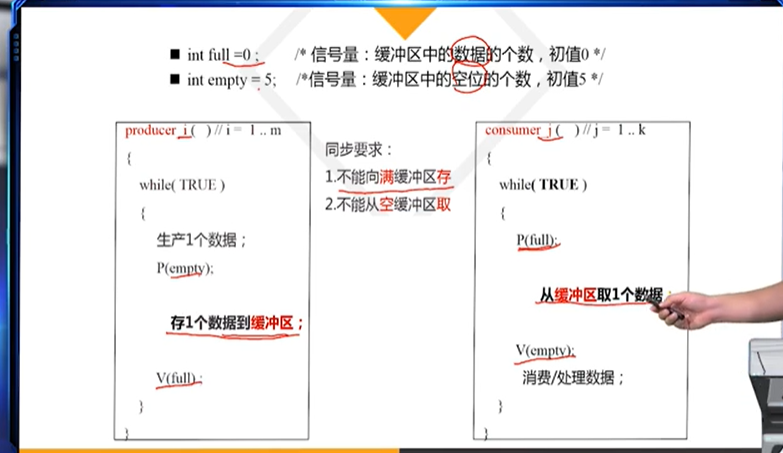 ■ int full =0 ; /* 信号量：缓冲区中的数据的个数，初值0 */
■ int empty = 5; /*信号量：缓冲区中的空位的个数，初值5 */
producer_i ( ) // i = 1 .. m
{
while( TRUE )
{
生产1个数据；
P(empty);
存1个数据到缓冲区；
V(full) ;
}
}
同步要求：
1.不能向满缓冲区存
2.不能从空缓冲区取
consumer_j ( ) // j = 1 .. k
{
while( TRUE )
{
P(full);
从缓冲区取1个数据；
V(empty);
消费/处理数据；
}
}